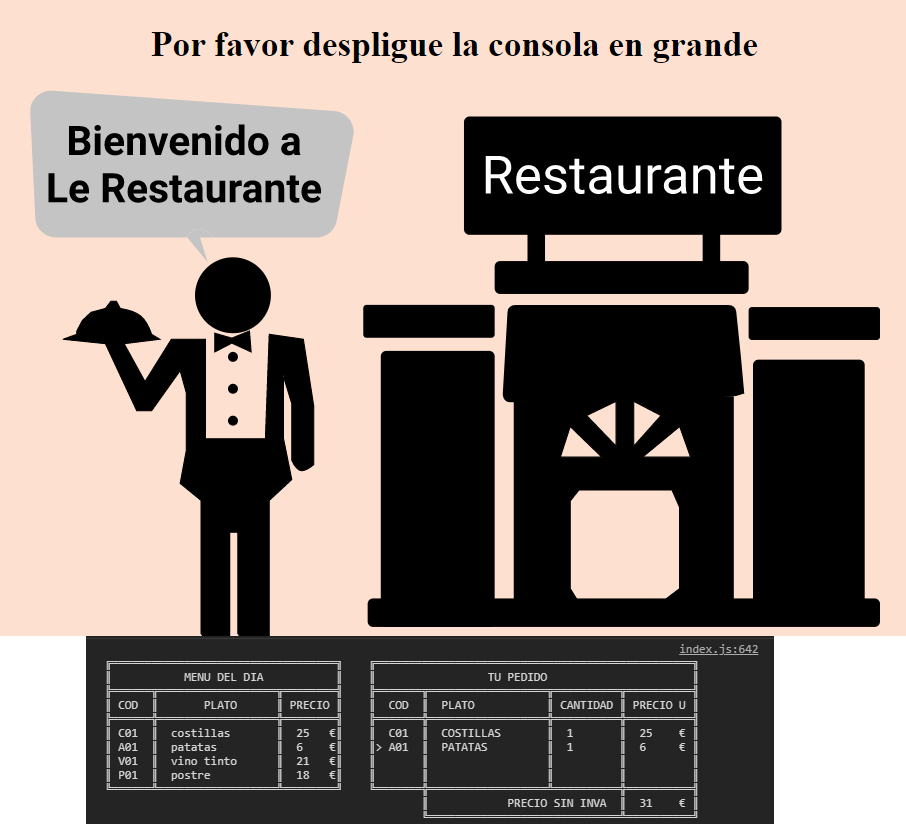 Por favor despligue la consola en grande
Bienvenido a
Le Restaurante
Restaurante
index.js:642
MENU DEL DIA
COD PLATO PRECIO
C01 costillas 25 €
A01 patatas 6 €
V01 vino tinto 21 €
P01 postre 18 €
TU PEDIDO
COD PLATO CANTIDAD PRECIO U
C01 COSTILLAS 1 25 €
> A01 PATATAS 1 6 €
PRECIO SIN INVA 31 €